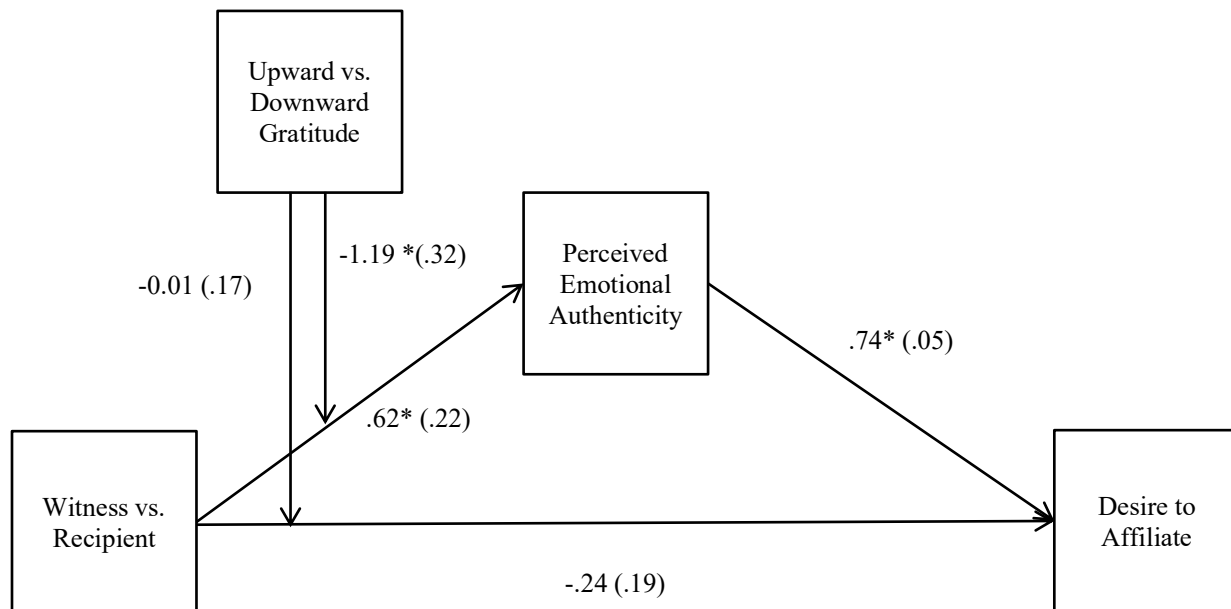 Upward vs.
Downward
Gratitude
-1.19 *(.32)
-0.01 (.17)
Perceived
Emotional
Authenticity
.74* (.05)
.62* (.22)
Witness vs.
Recipient
Desire to
Affiliate
-.24 (.19)